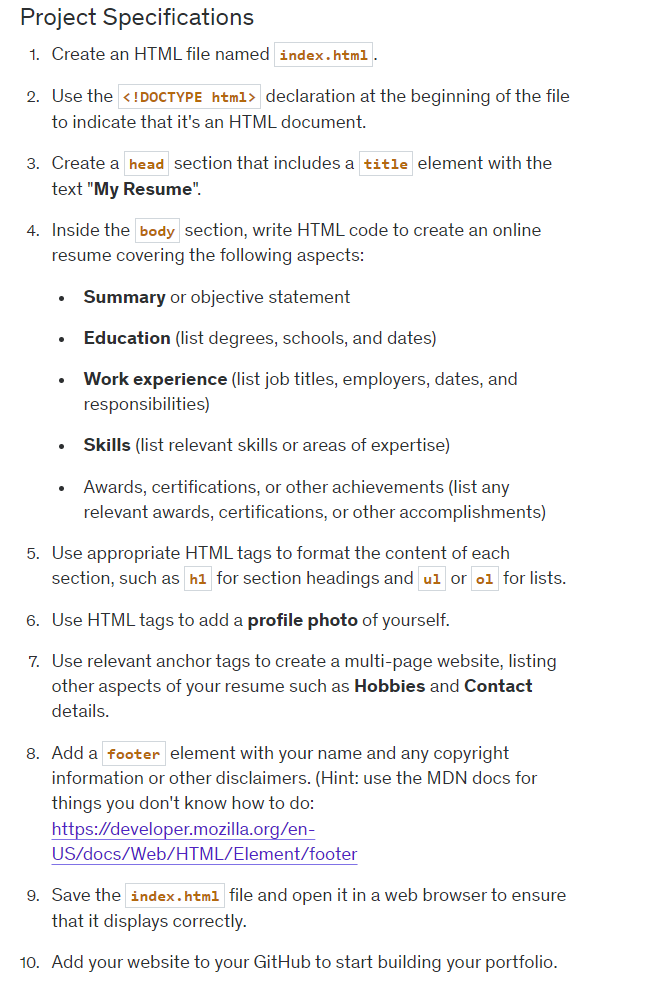 Project Specifications
1. Create an HTML file named index.html.
2. Use the <!DOCTYPE html> declaration at the beginning of the file
to indicate that it's an HTML document.
3. Create a head section that includes a title element with the
text "My Resume".
4. Inside the body section, write HTML code to create an online
resume covering the following aspects:
• Summary or objective statement
• Education (list degrees, schools, and dates)
• Work experience (list job titles, employers, dates, and
responsibilities)
• Skills (list relevant skills or areas of expertise)
• Awards, certifications, or other achievements (list any
relevant awards, certifications, or other accomplishments)
5. Use appropriate HTML tags to format the content of each
section, such as h1 for section headings and ul or ol for lists.
6. Use HTML tags to add a profile photo of yourself.
7. Use relevant anchor tags to create a multi-page website, listing
other aspects of your resume such as Hobbies and Contact
details.
8. Add a footer element with your name and any copyright
information or other disclaimers. (Hint: use the MDN docs for
things you don't know how to do:
https://developer.mozilla.org/en-
US/docs/Web/HTML/Element/footer
9. Save the index.html file and open it in a web browser to ensure
that it displays correctly.
10. Add your website to your GitHub to start building your portfolio.